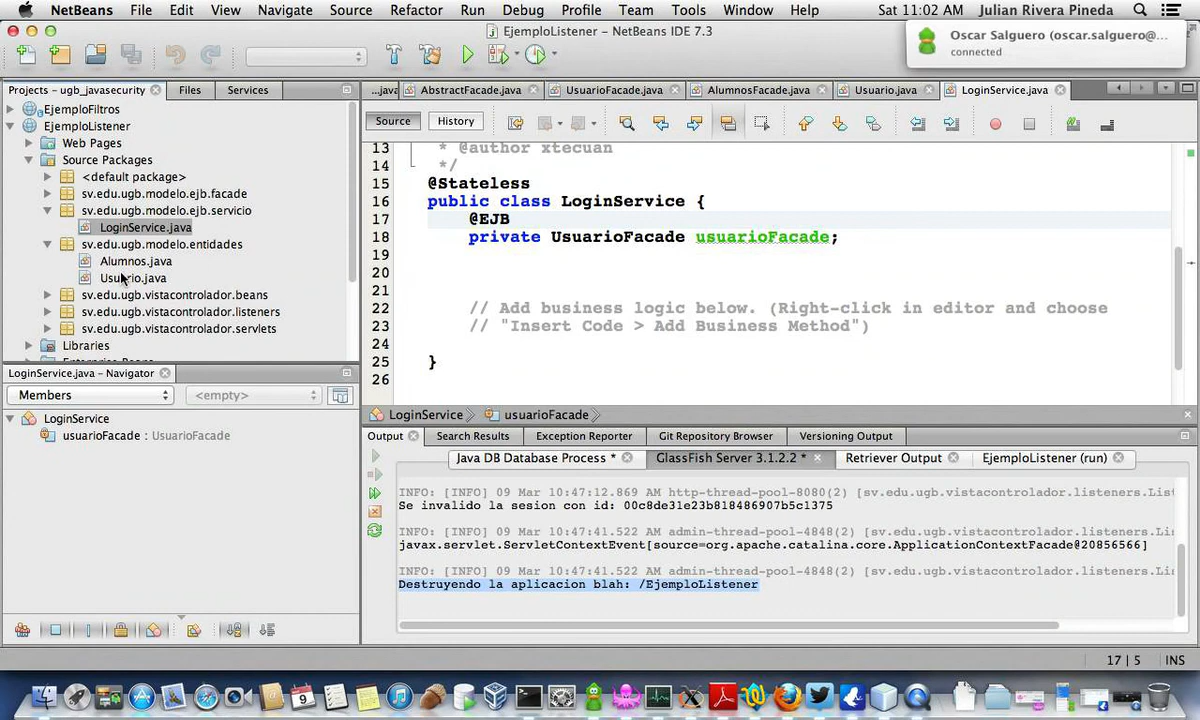 NetBeans File Edit View Navigate Source Refactor Run Debug Profile Team Tools Window Help Sat 11:02 AM Julian Rivera Pineda
EjemploListener – NetBeans IDE 7.3
Oscar Salguero (oscar.salguero@...
connected
Projects – ugb_javasecurity Files Services
...java AbstractFacade.java UsuarioFacade.java AlumnosFacade.java Usuario.java LoginService.java
Source History
EjemploFiltros
EjemploListener
Web Pages
Source Packages
<default package>
sv.edu.ugb.modelo.ejb.facade
sv.edu.ugb.modelo.ejb.servicio
LoginService.java
sv.edu.ugb.modelo.entidades
Alumnos.java
Usuario.java
sv.edu.ugb.vistacontrolador.beans
sv.edu.ugb.vistacontrolador.listeners
sv.edu.ugb.vistacontrolador.servlets
Libraries
13 * @author xtecuan
14 */
15 @Stateless
16 public class LoginService {
17 @EJB
18 private UsuarioFacade usuarioFacade;
19
20
21
22 // Add business logic below. (Right-click in editor and choose
23 // "Insert Code > Add Business Method")
24
25 }
26
LoginService usuarioFacade
LoginService.java – Navigator
Members <empty>
LoginService
usuarioFacade : UsuarioFacade
Output Search Results Exception Reporter Git Repository Browser Versioning Output
Java DB Database Process * GlassFish Server 3.1.2.2 * Retriever Output EjemploListener (run)
INFO: [INFO] 09 Mar 10:47:12.869 AM http-thread-pool-8080(2) [sv.edu.ugb.vistacontrolador.listeners.List
Se invalido la sesion con id: 00c8de31e23b818486907b5c1375
INFO: [INFO] 09 Mar 10:47:41.522 AM admin-thread-pool-4848(2) [sv.edu.ugb.vistacontrolador.listeners.Li
javax.servlet.ServletContextEvent[source=org.apache.catalina.core.ApplicationContextFacade@20856566]
INFO: [INFO] 09 Mar 10:47:41.522 AM admin-thread-pool-4848(2) [sv.edu.ugb.vistacontrolador.listeners.Li
Destruyendo la aplicacion blah: /EjemploListener
17 | 5 INS